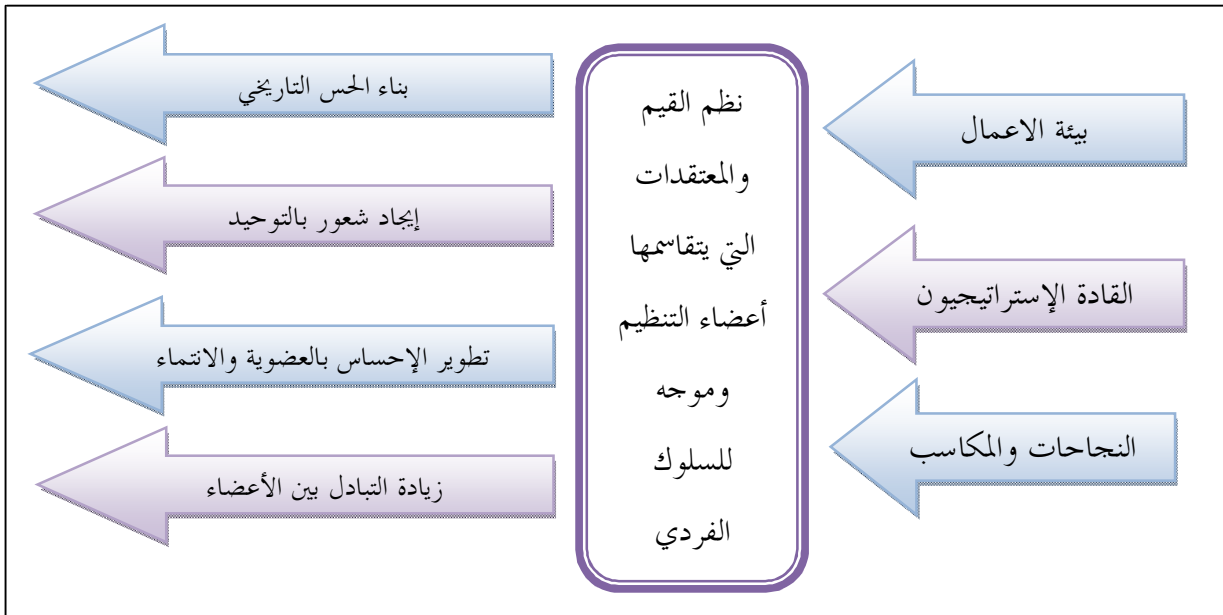 بيئة الاعمال
القادة الإستراتيجيون
النجاحات والمكاسب
نظم القيم
والمعتقدات
التي يتقاسمها
أعضاء التنظيم
وموجه
للسلوك
الفردي
بناء الحس التاريخي
إيجاد شعور بالتوحيد
تطوير الإحساس بالعضوية والانتماء
زيادة التبادل بين الأعضاء